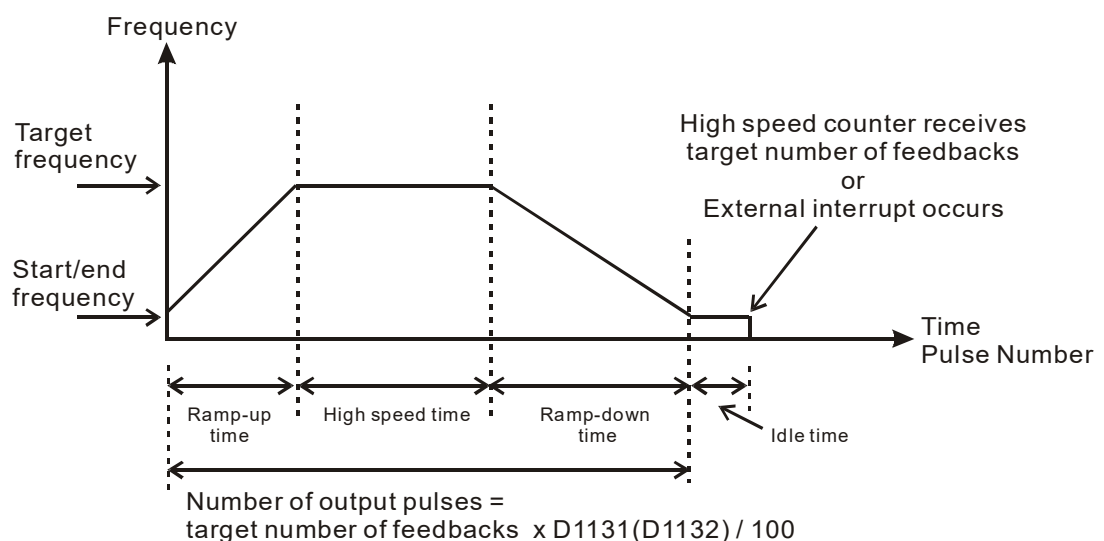 Frequency
Target
frequency
High speed counter receives
target number of feedbacks
or
External interrupt occurs
Start/end
frequency
Time
Pulse Number
Ramp-up
time
High speed time
Ramp-down
time
Idle time
Number of output pulses =
target number of feedbacks x D1131(D1132) / 100